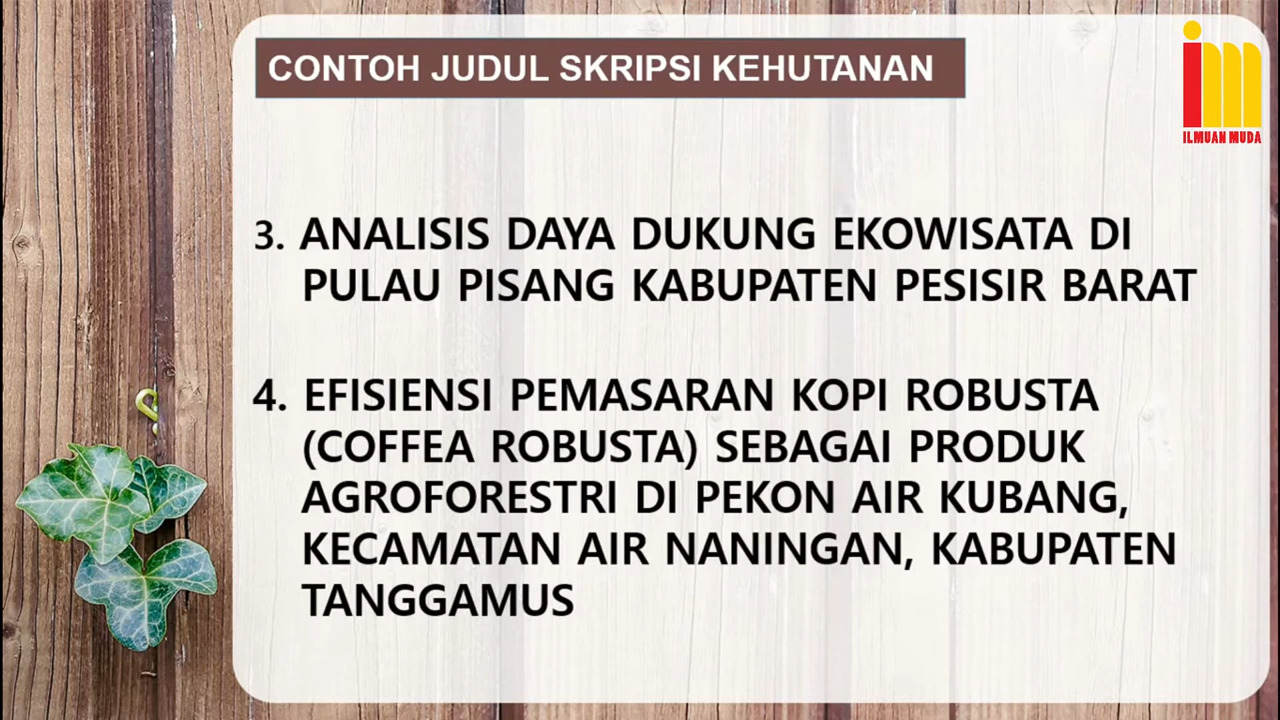 CONTOH JUDUL SKRIPSI KEHUTANAN
im
ILMUAN MUDA
3. ANALISIS DAYA DUKUNG EKOWISATA DI
PULAU PISANG KABUPATEN PESISIR BARAT
4. EFISIENSI PEMASARAN KOPI ROBUSTA
(COFFEA ROBUSTA) SEBAGAI PRODUK
AGROFORESTRI DI PEKON AIR KUBANG,
KECAMATAN AIR NANINGAN, KABUPATEN
TANGGAMUS